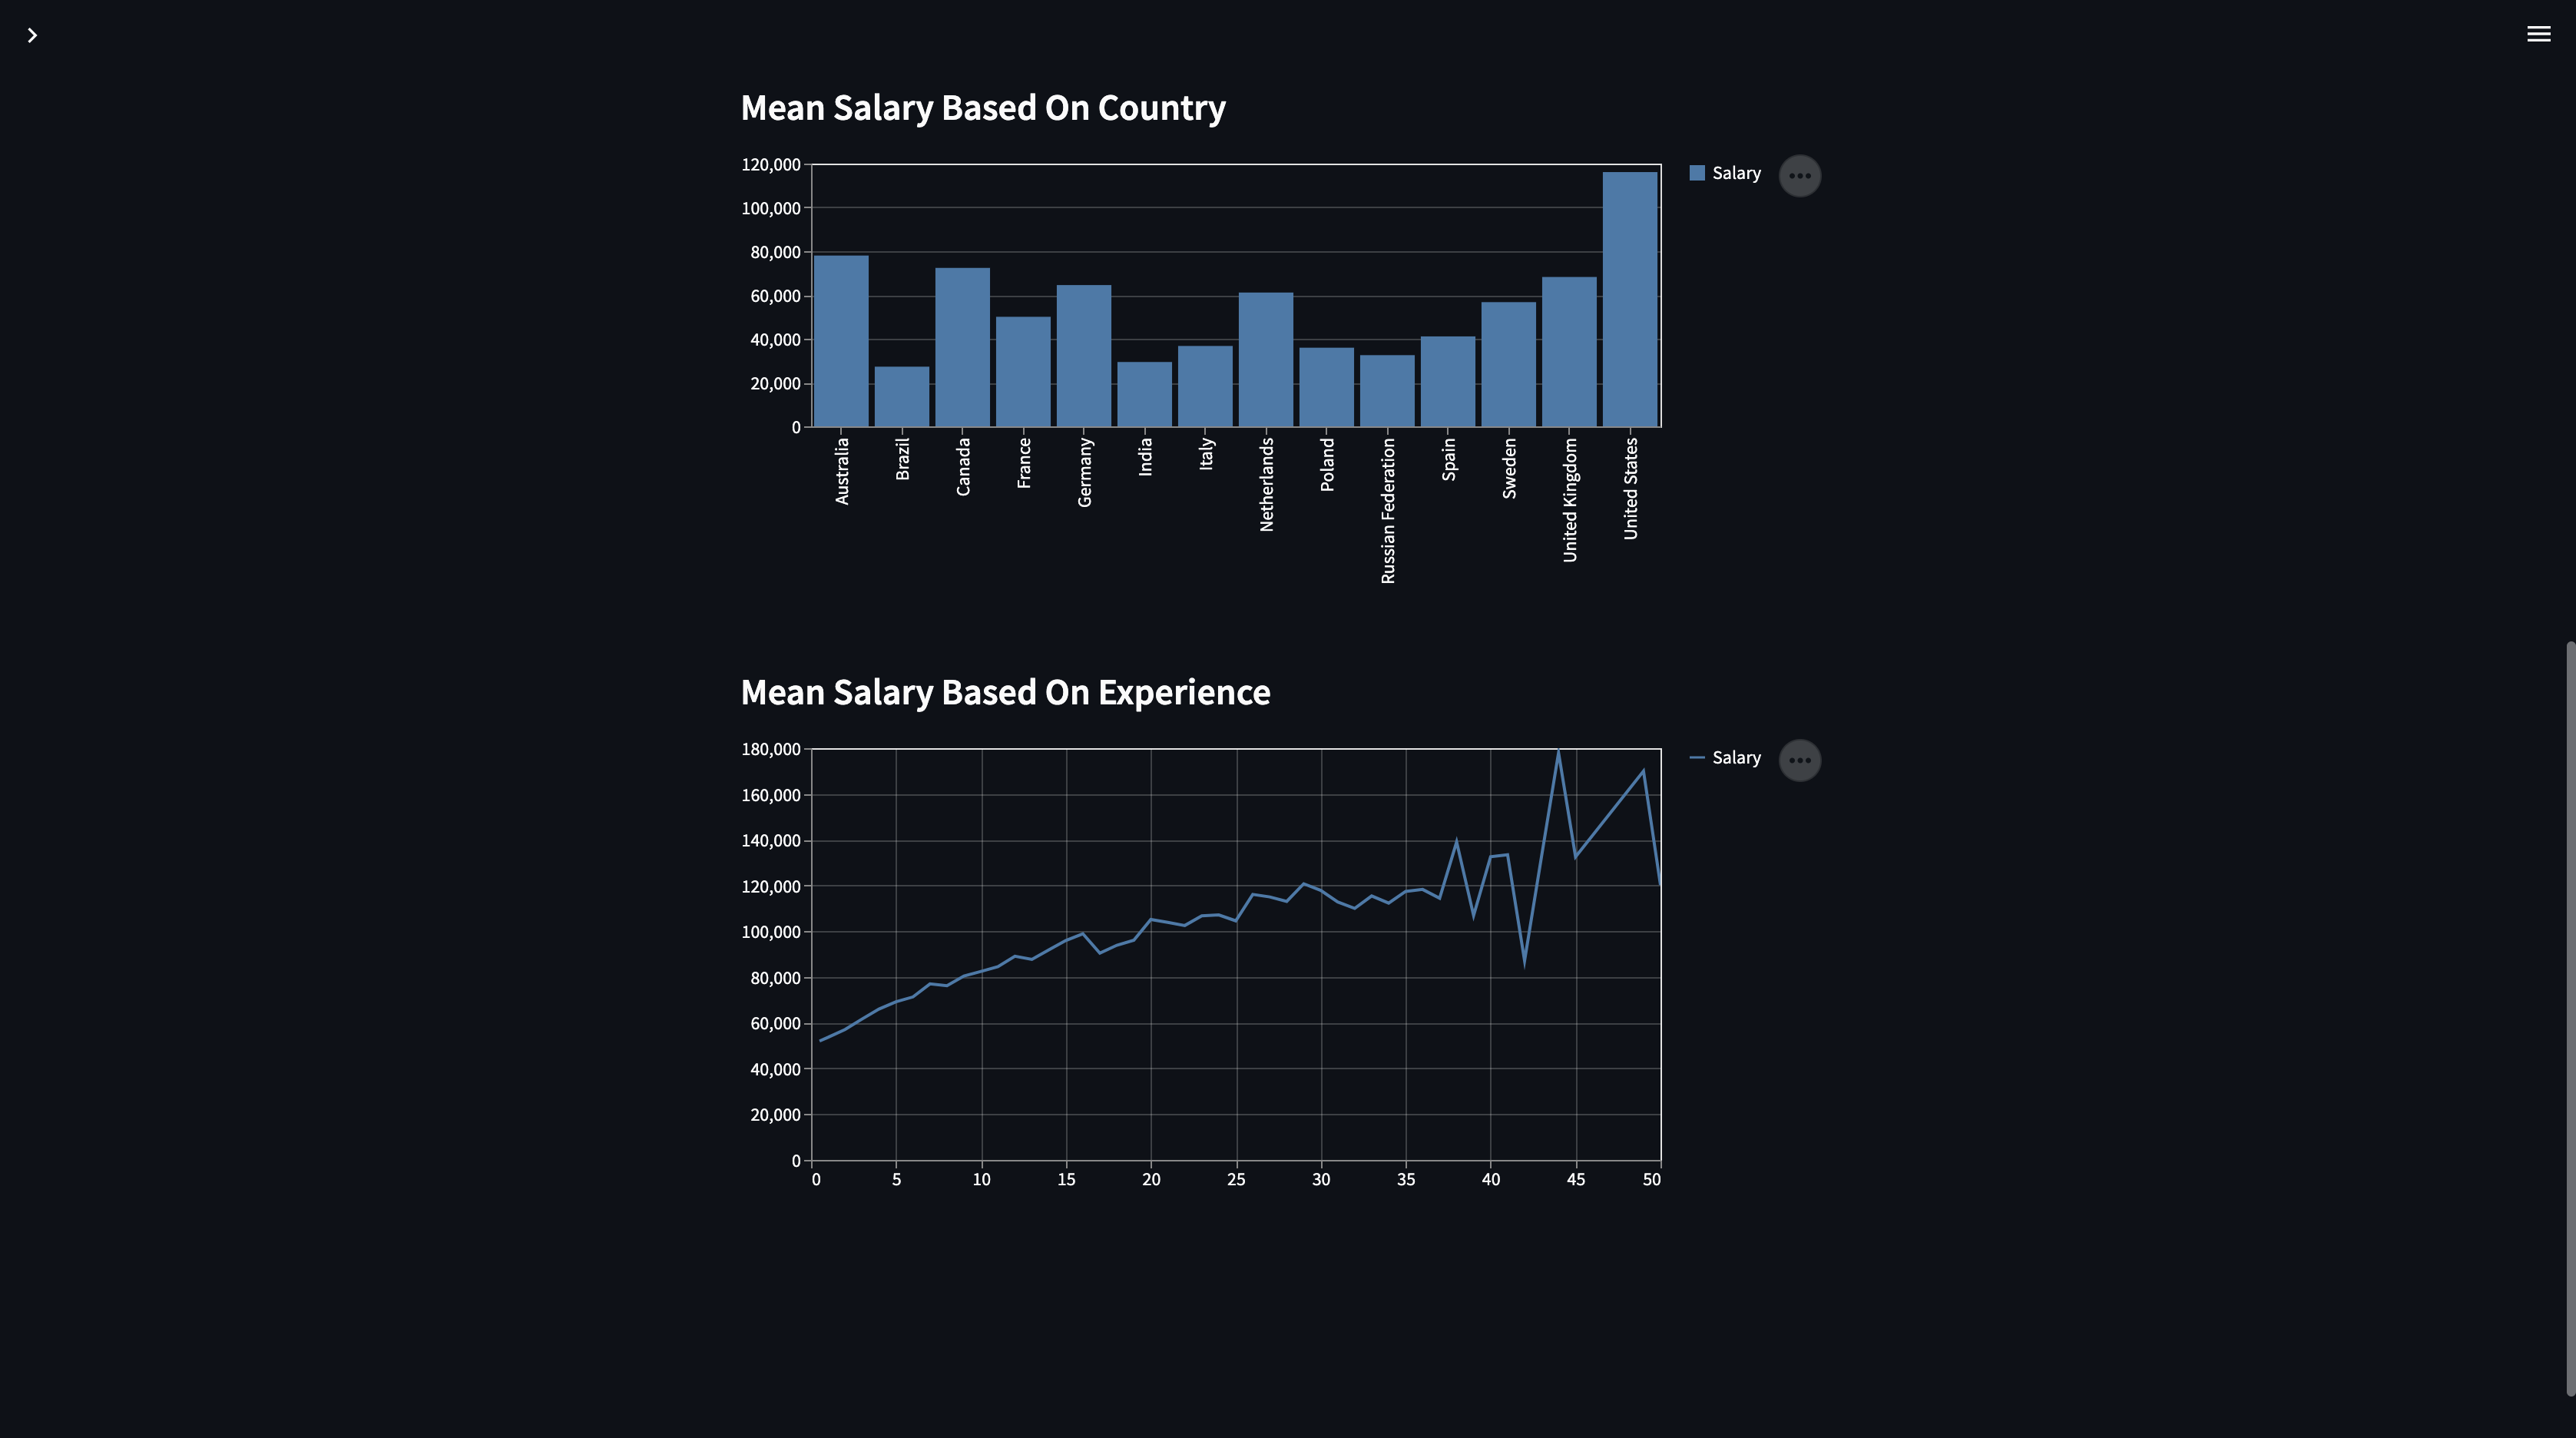 Mean Salary Based On Country
120,000
100,000
80,000
60,000
40,000
20,000
0
Salary
Australia
Brazil
Canada
France
Germany
India
Italy
Netherlands
Poland
Russian Federation
Spain
Sweden
United Kingdom
United States
Mean Salary Based On Experience
180,000
160,000
140,000
120,000
100,000
80,000
60,000
40,000
20,000
0
Salary
0 5 10 15 20 25 30 35 40 45 50